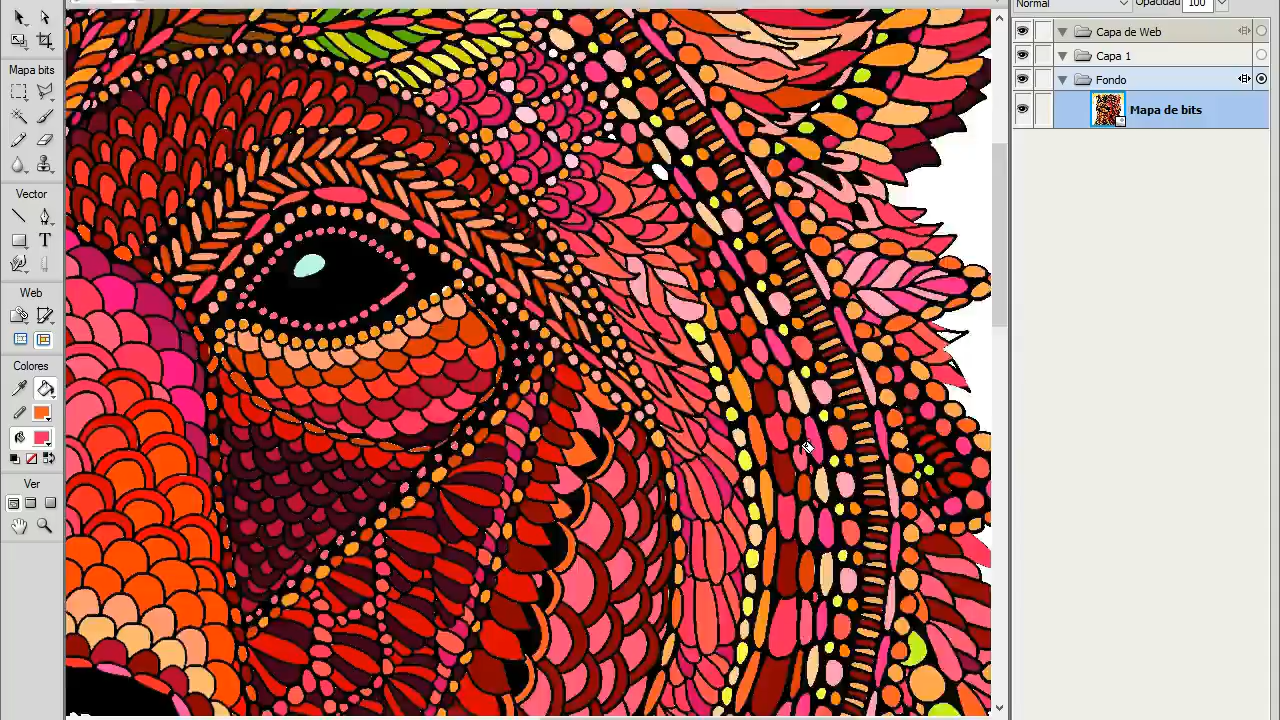 Normal
Opacidad 100
Mapa bits
Vector
T
Web
Colores
Ver
Capa de Web
Capa 1
Fondo
Mapa de bits